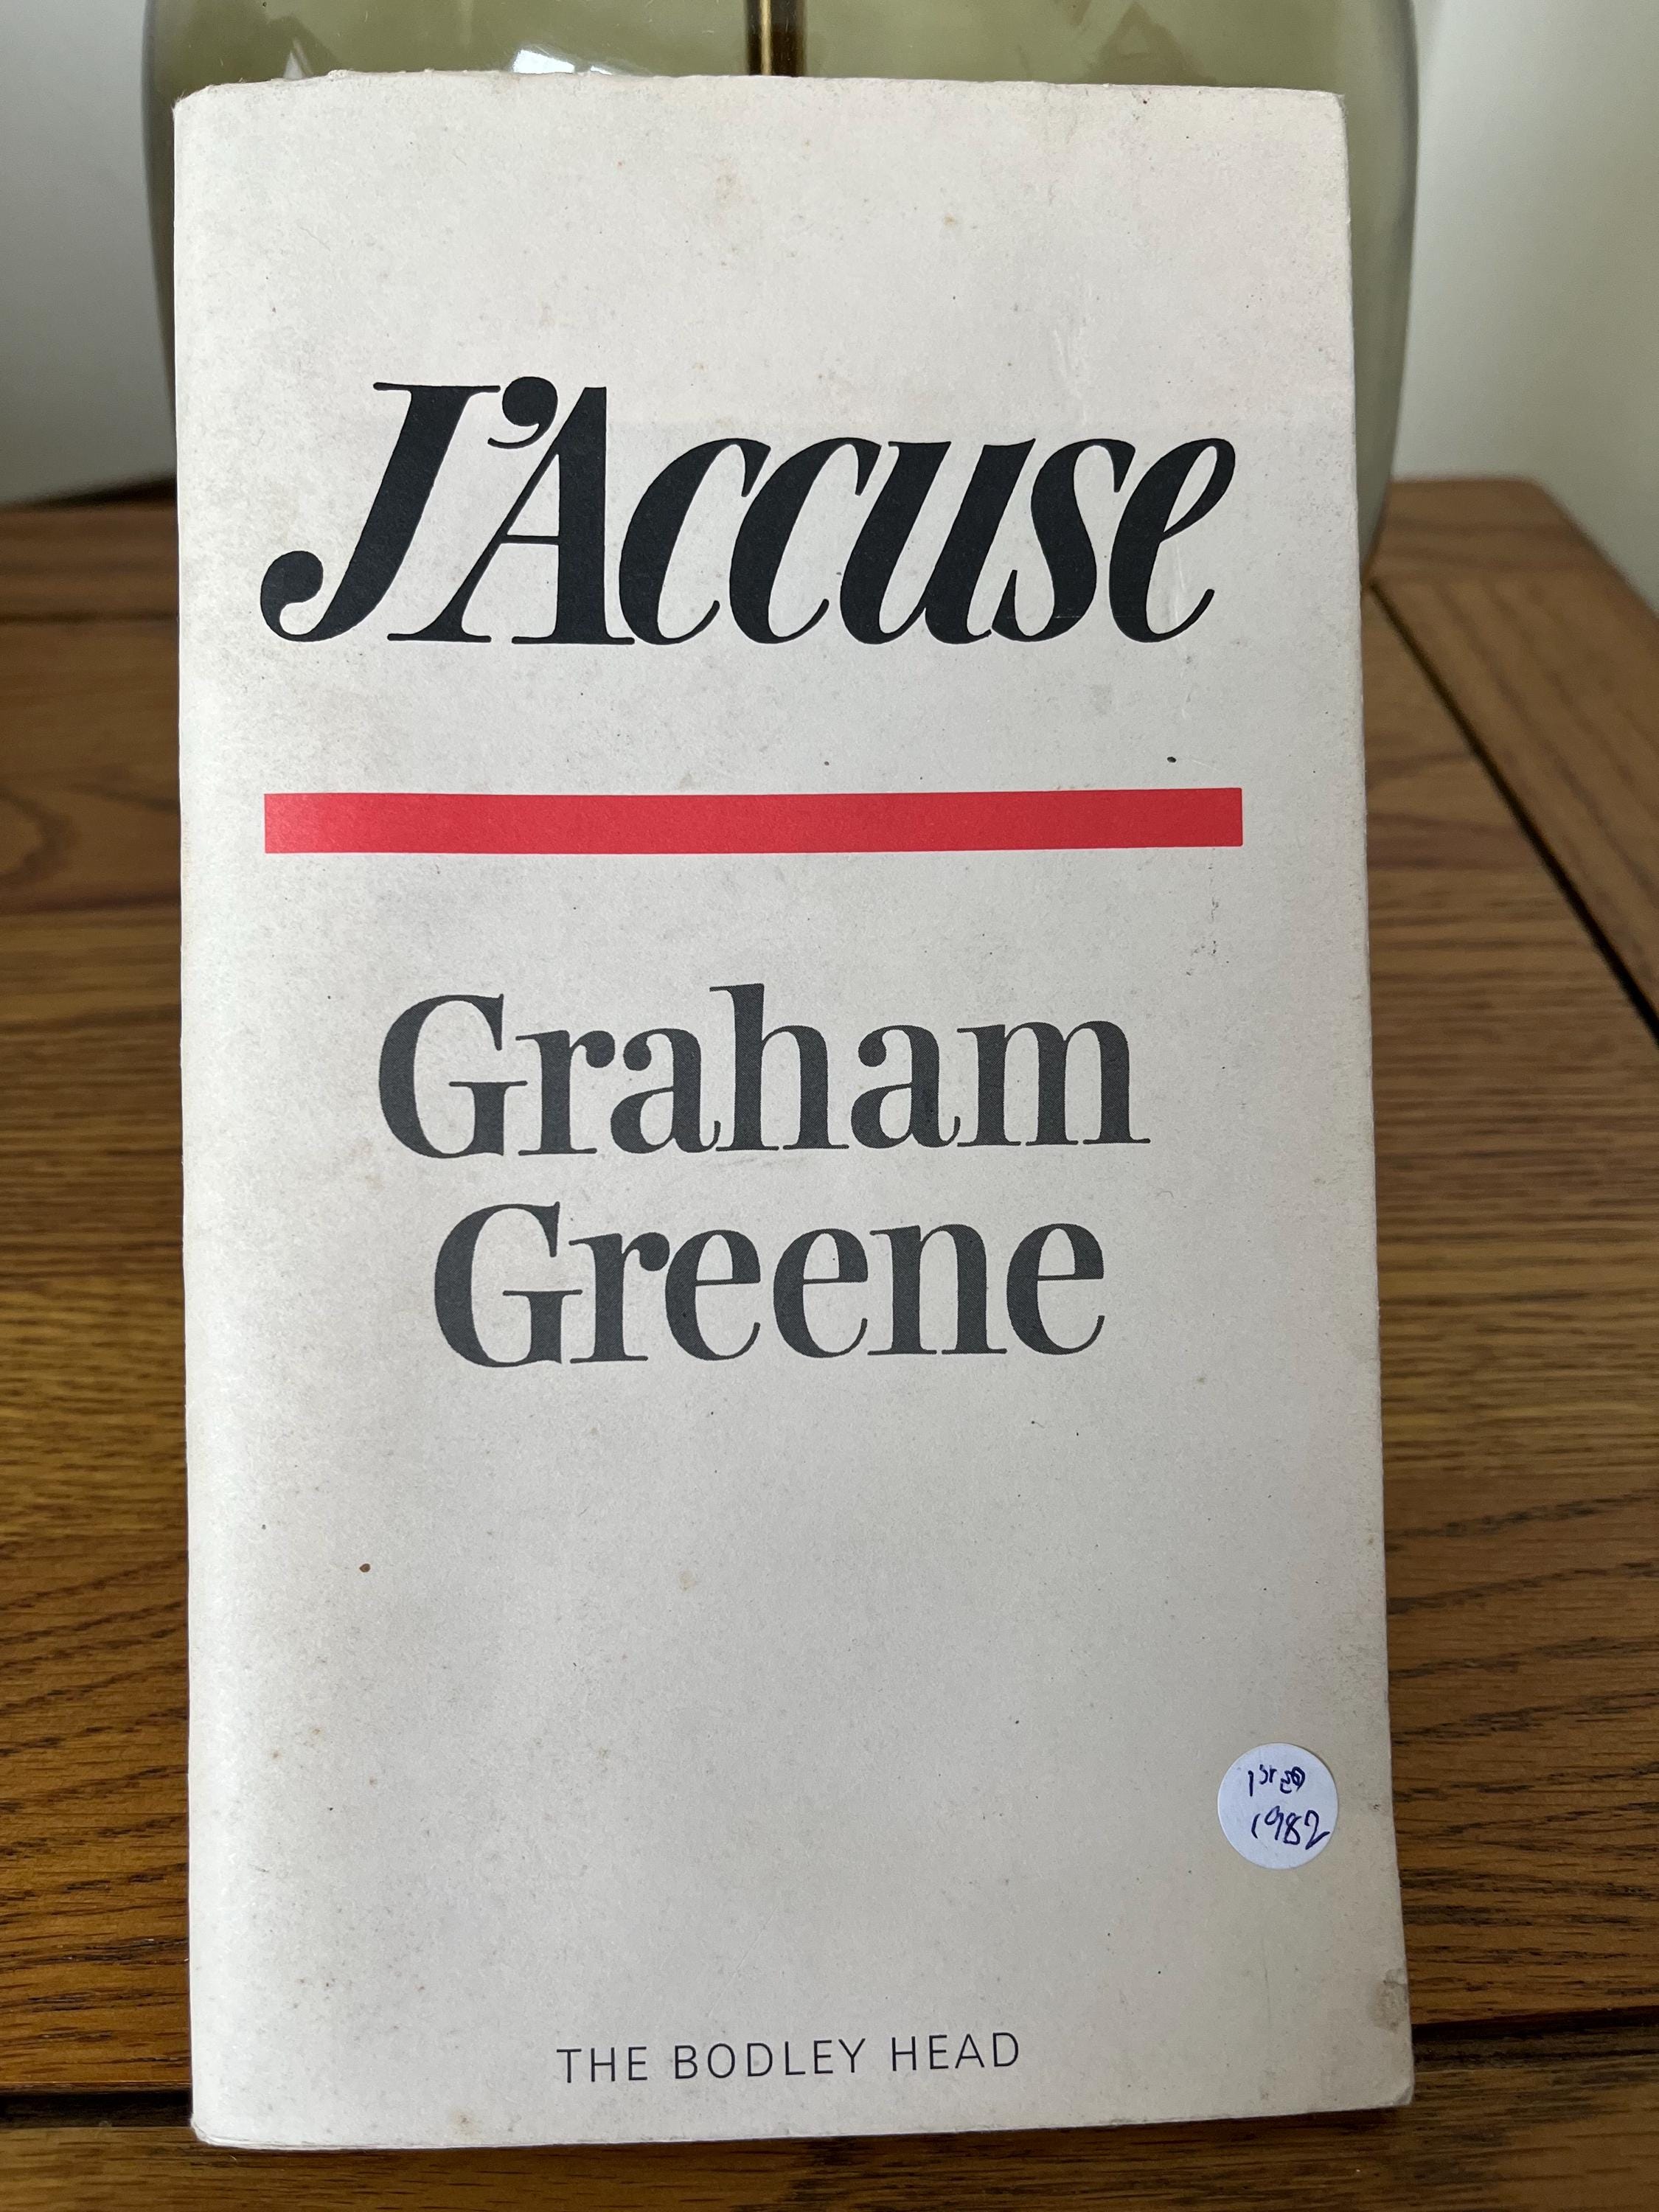 J'Accuse
Graham
Greene
1982
THE BODLEY HEAD